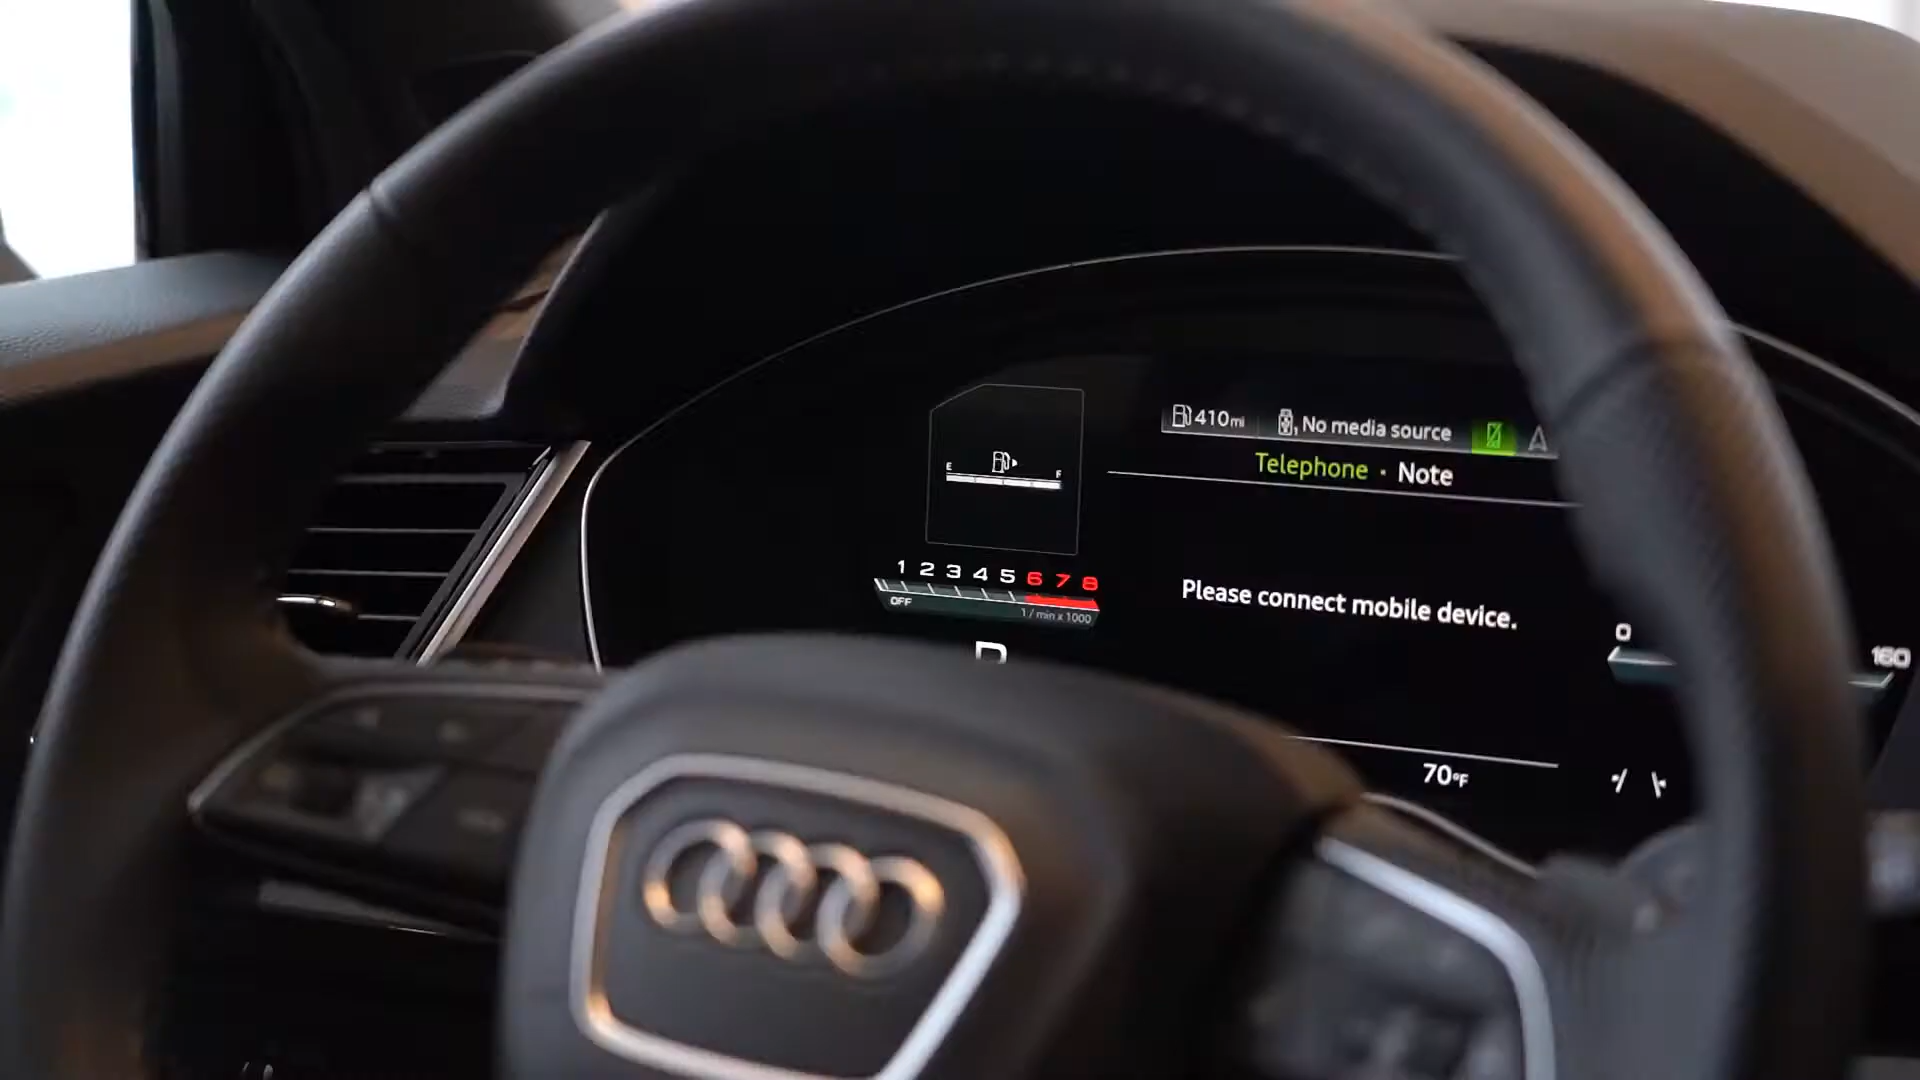 410mi
No media source
Telephone · Note
E F
1 2 3 4 5 6 7 8
OFF
1 / min x 1000
Please connect mobile device.
0
160
70°F